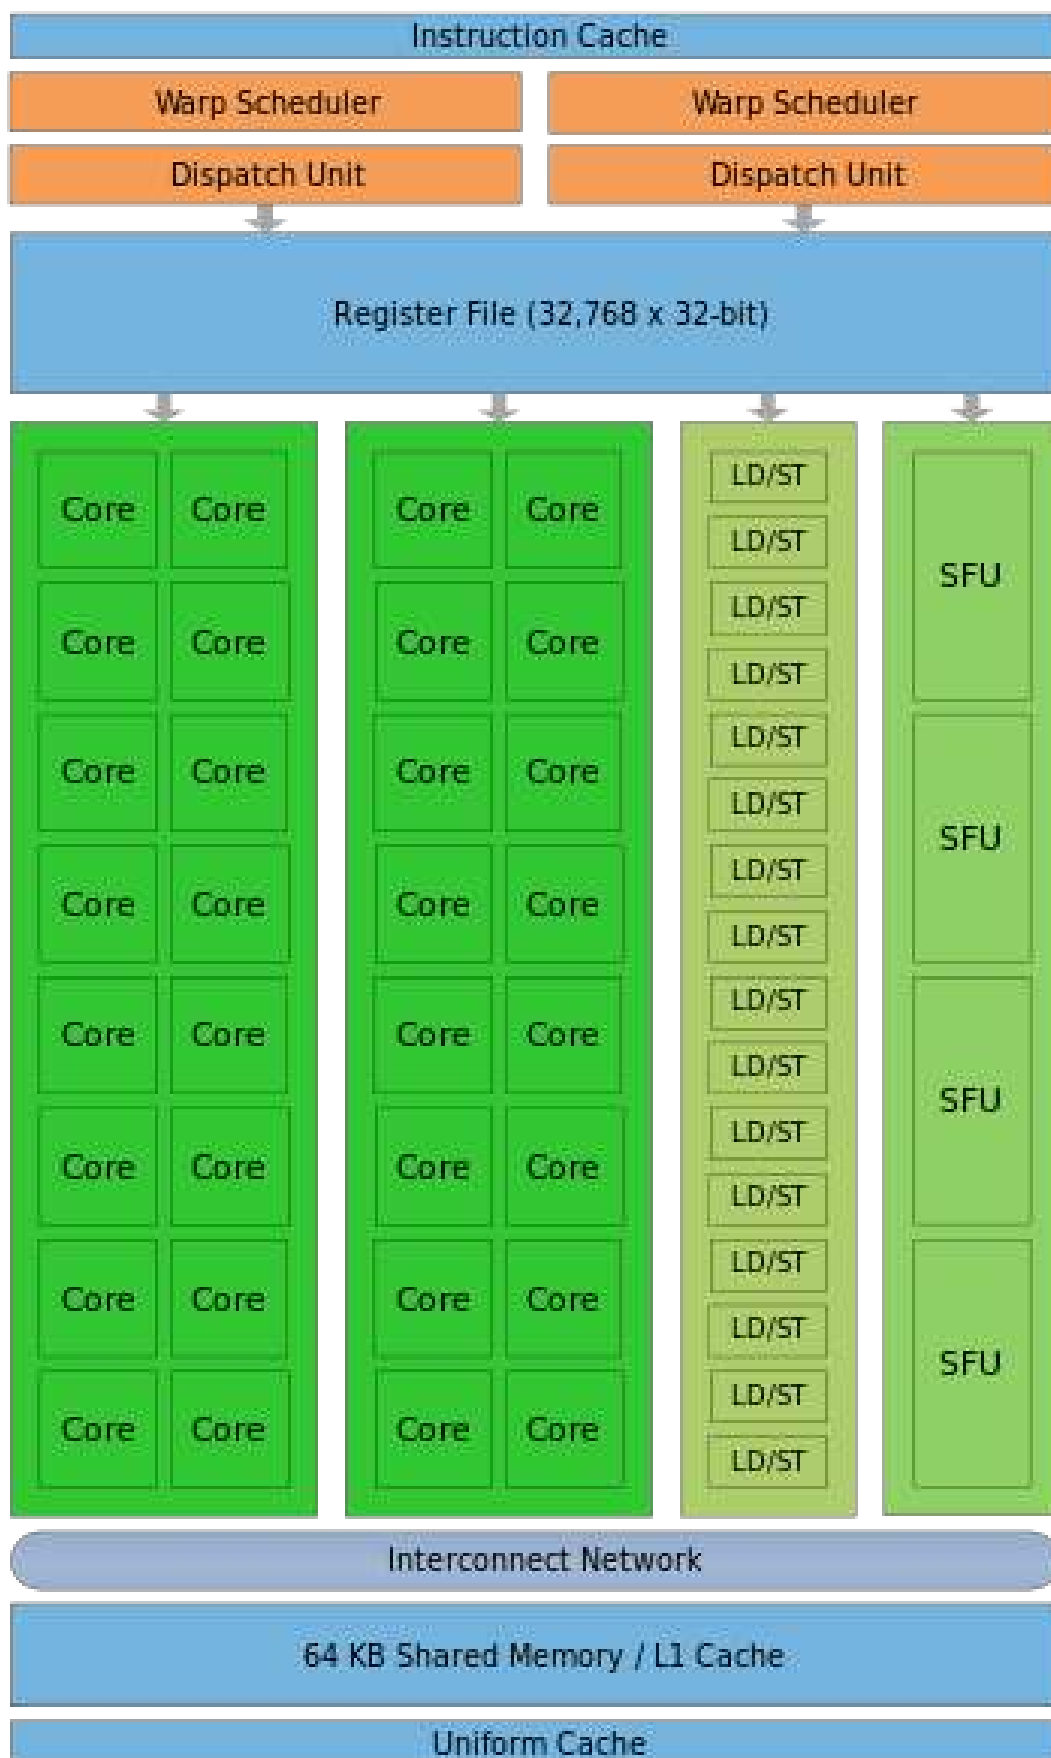 Instruction Cache
Warp Scheduler Warp Scheduler
Dispatch Unit Dispatch Unit
Register File (32,768 x 32-bit)
LD/ST
Core Core Core Core
LD/ST
SFU
LD/ST
Core Core Core Core
LD/ST
LD/ST
Core Core Core Core
LD/ST
SFU
LD/ST
Core Core Core Core
LD/ST
LD/ST
Core Core Core Core
LD/ST
SFU
LD/ST
Core Core Core Core
LD/ST
LD/ST
Core Core Core Core
LD/ST
SFU
LD/ST
Core Core Core Core
LD/ST
Interconnect Network
64 KB Shared Memory / L1 Cache
Uniform Cache